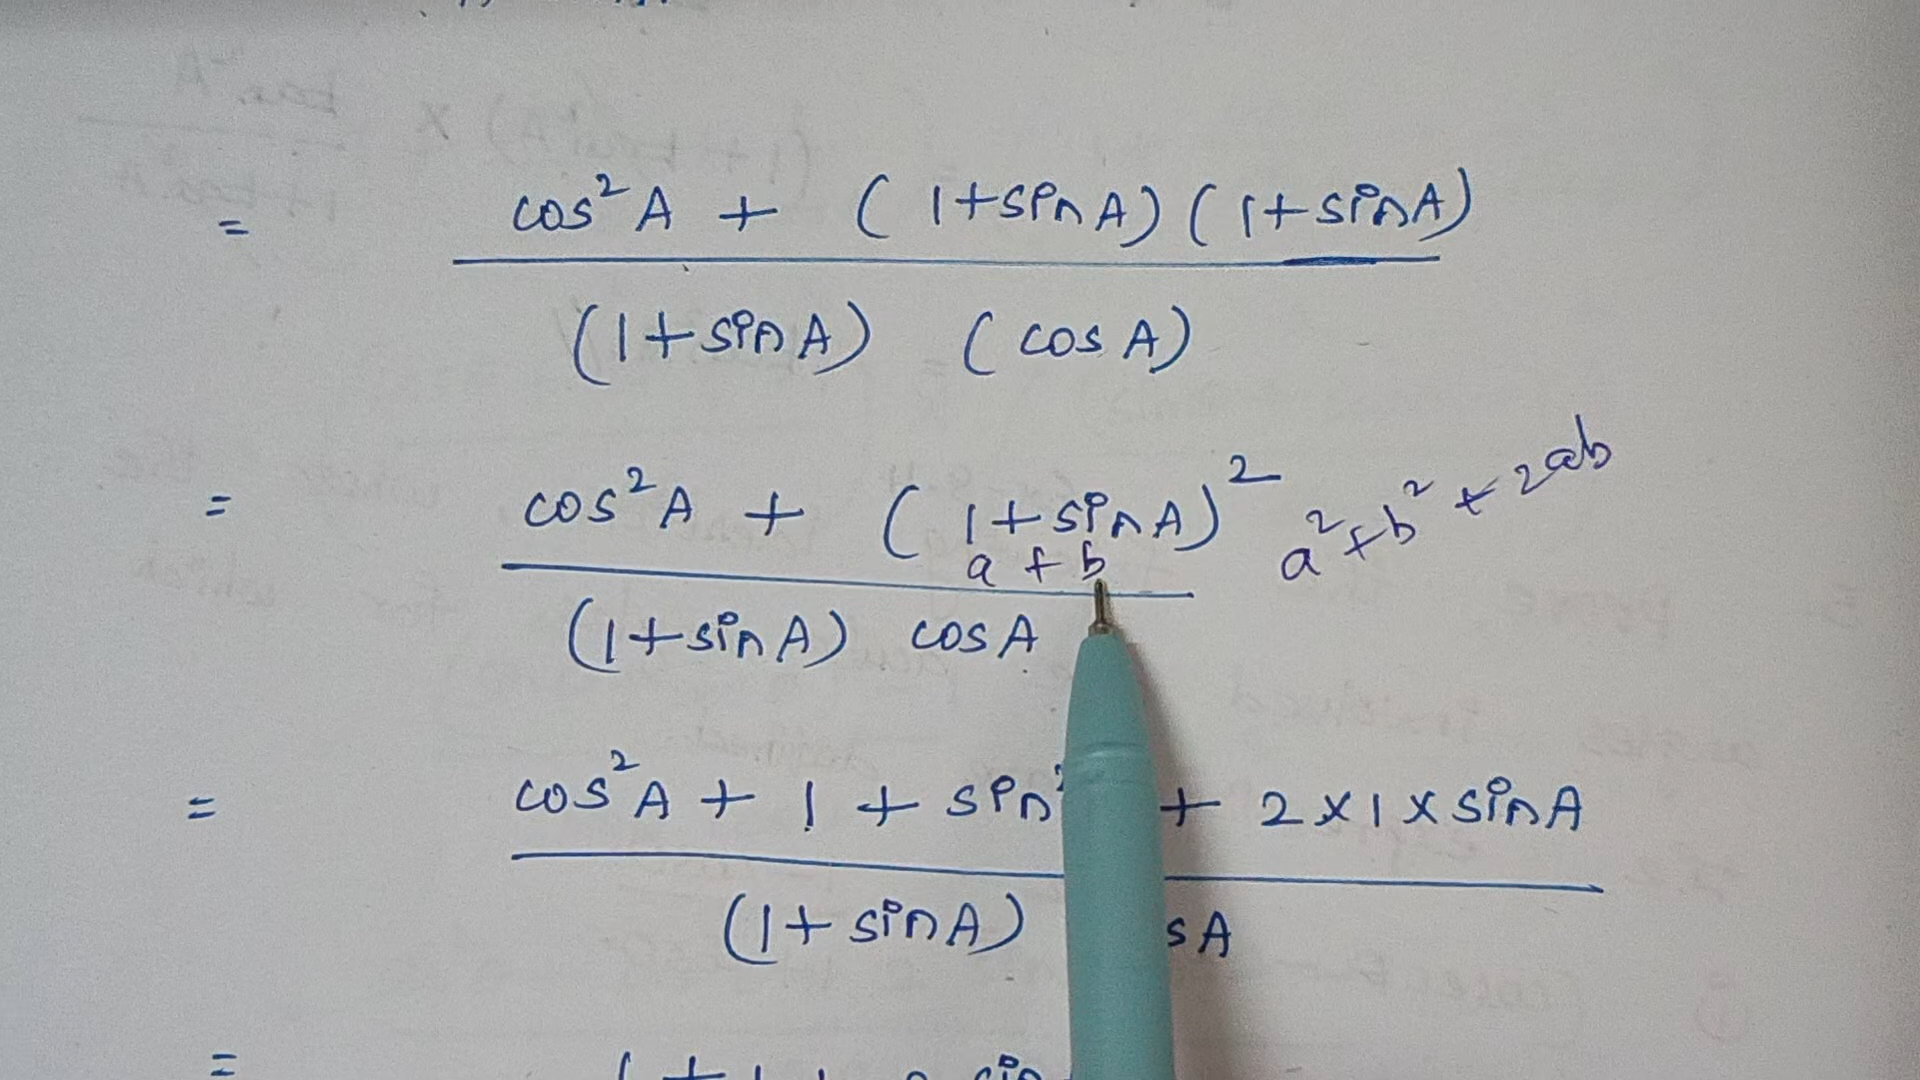 = cos²A + (1+sinA)(1+sinA)
(1+sinA) (cosA)
= cos²A + (1+sinA)² a²+b²+2ab
a + b
(1+sinA) cosA
= cos²A + 1 + sin² + 2×1×sinA
(1+sinA) sA
=